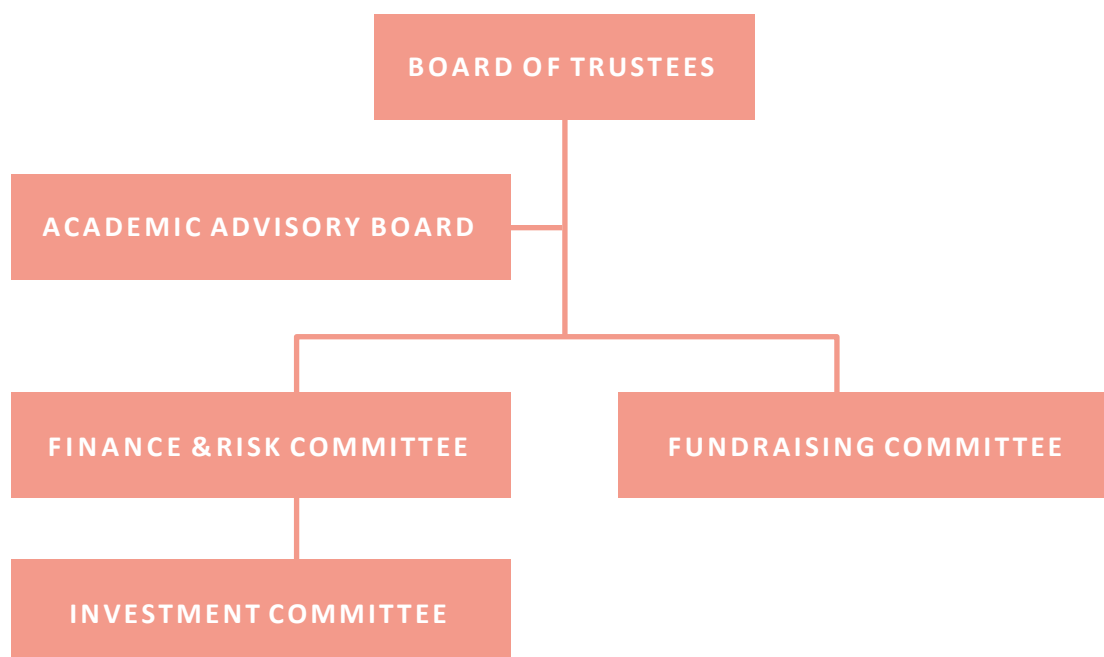 BOARD OF TRUSTEES
ACADEMIC ADVISORY BOARD
FINANCE &RISK COMMITTEE
FUNDRAISING COMMITTEE
INVESTMENT COMMITTEE